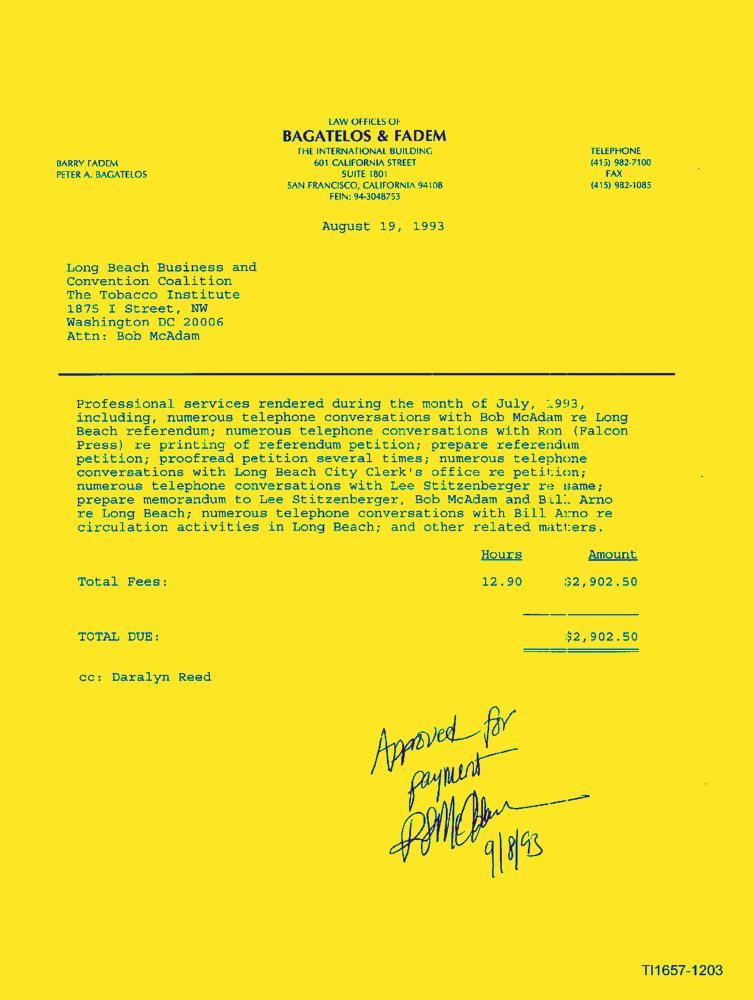 LAW OFFICES OF
BAGATELOS & FADEM
THE INTERNATIONAL BUILDING
601 CALIFORNIA STREET
SUITE 1801
SAN FRANCISCO, CALIFORNIA 94108
FEIN: 94-3048753
BARRY FADEM
PETER A. BAGATELOS
TELEPHONE
(415) 982-7100
FAX
(415) 982-1085
August 19, 1993
Long Beach Business and
Convention Coalition
The Tobacco Institute
1875 I Street, NW
Washington DC 20006
Attn: Bob McAdam
Professional services rendered during the month of July, 1993,
including, numerous telephone conversations with Bob McAdam re Long
Beach referendum; numerous telephone conversations with Ron (Falcon
Press) re printing of referendum petition; prepare referendum
petition; proofread petition several times; numerous telephone
conversations with Long Beach City Clerk's office re petition;
numerous telephone conversations with Lee Stitzenberger re same;
prepare memorandum to Lee Stitzenberger, Bob McAdam and Bill Arno
re Long Beach; numerous telephone conversations with Bill Arno re
circulation activities in Long Beach; and other related matters.
Hours Amount
Total Fees: 12.90 $2,902.50
TOTAL DUE: $2,902.50
cc: Daralyn Reed
Approved for
payment
9/8/93
TI1657-1203